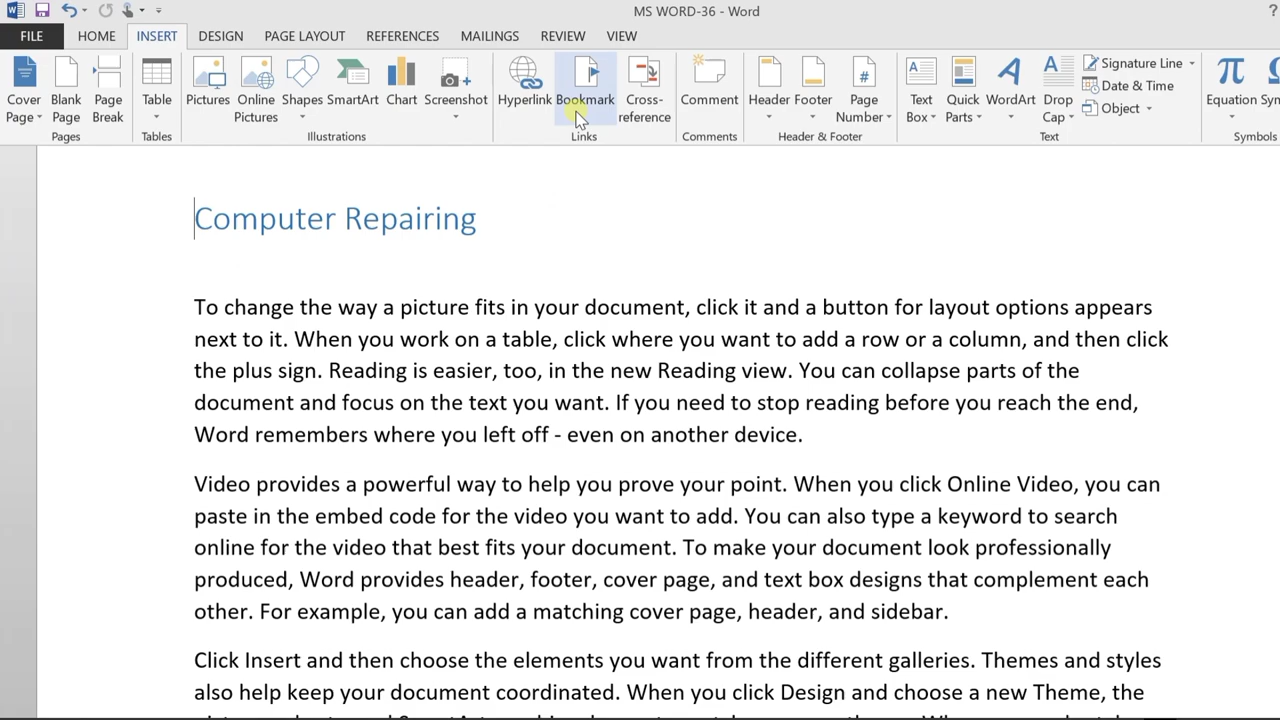 MS WORD-36 - Word
?
FILE HOME INSERT DESIGN PAGE LAYOUT REFERENCES MAILINGS REVIEW VIEW
Cover Page
Blank Page
Page Break
Pages
Table
Tables
Pictures
Online Pictures
Shapes
SmartArt
Chart
Screenshot
Illustrations
Hyperlink
Bookmark
Cross-reference
Links
Comment
Comments
Header
Footer
Page Number
#
Header & Footer
Text Box
Quick Parts
WordArt
Drop Cap
Signature Line
Date & Time
Object
Text
π
Equation
Symbols
Computer Repairing
To change the way a picture fits in your document, click it and a button for layout options appears
next to it. When you work on a table, click where you want to add a row or a column, and then click
the plus sign. Reading is easier, too, in the new Reading view. You can collapse parts of the
document and focus on the text you want. If you need to stop reading before you reach the end,
Word remembers where you left off - even on another device.
Video provides a powerful way to help you prove your point. When you click Online Video, you can
paste in the embed code for the video you want to add. You can also type a keyword to search
online for the video that best fits your document. To make your document look professionally
produced, Word provides header, footer, cover page, and text box designs that complement each
other. For example, you can add a matching cover page, header, and sidebar.
Click Insert and then choose the elements you want from the different galleries. Themes and styles
also help keep your document coordinated. When you click Design and choose a new Theme, the